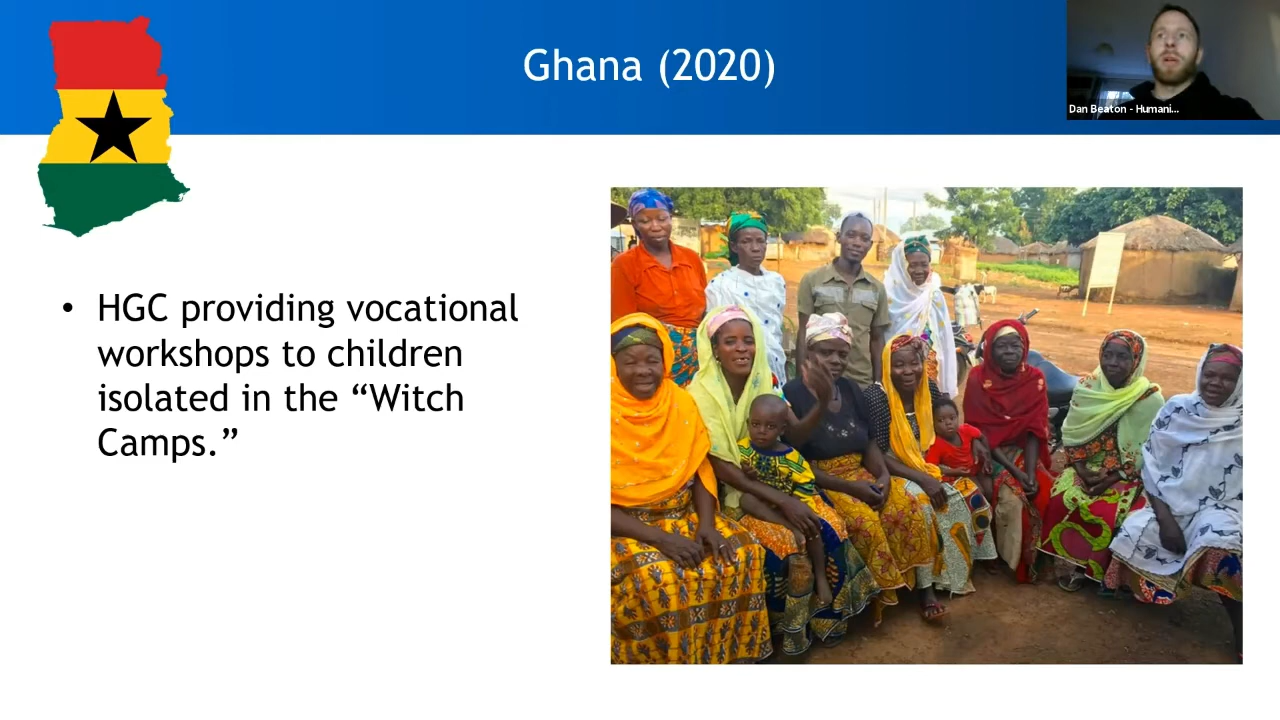 Ghana (2020)
Dan Beaton - Humani...
• HGC providing vocational
workshops to children
isolated in the “Witch
Camps.”